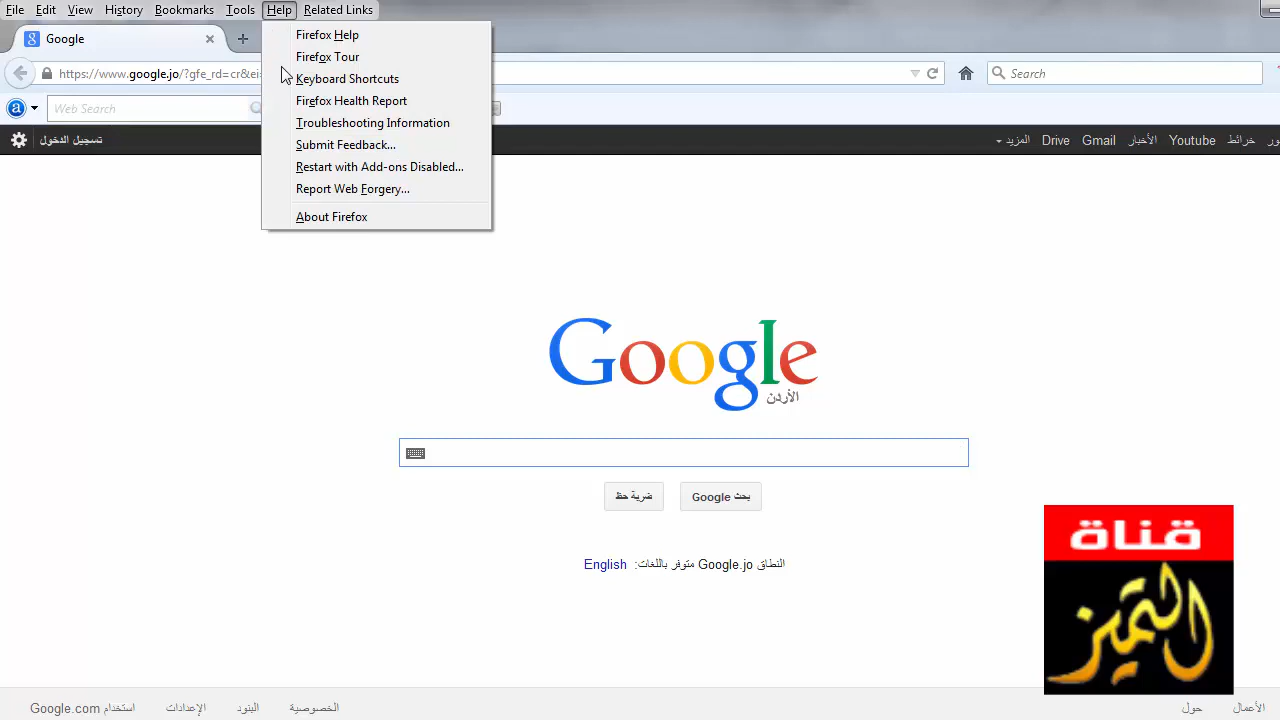 File Edit View History Bookmarks Tools Help Related Links
Google
https://www.google.jo/?gfe_rd=cr&ei=
Search
Web Search
Firefox Help
Firefox Tour
Keyboard Shortcuts
Firefox Health Report
Troubleshooting Information
Submit Feedback...
Restart with Add-ons Disabled...
Report Web Forgery...
About Firefox
تسجيل الدخول
خرائط Youtube الأخبار Gmail Drive المزيد
Google
الأردن
بحث Google
ضربة حظ
النطاق Google.jo متوفر باللغات: English
قناة
التميز
الأعمال حول
الخصوصية البنود الإعدادات استخدام Google.com